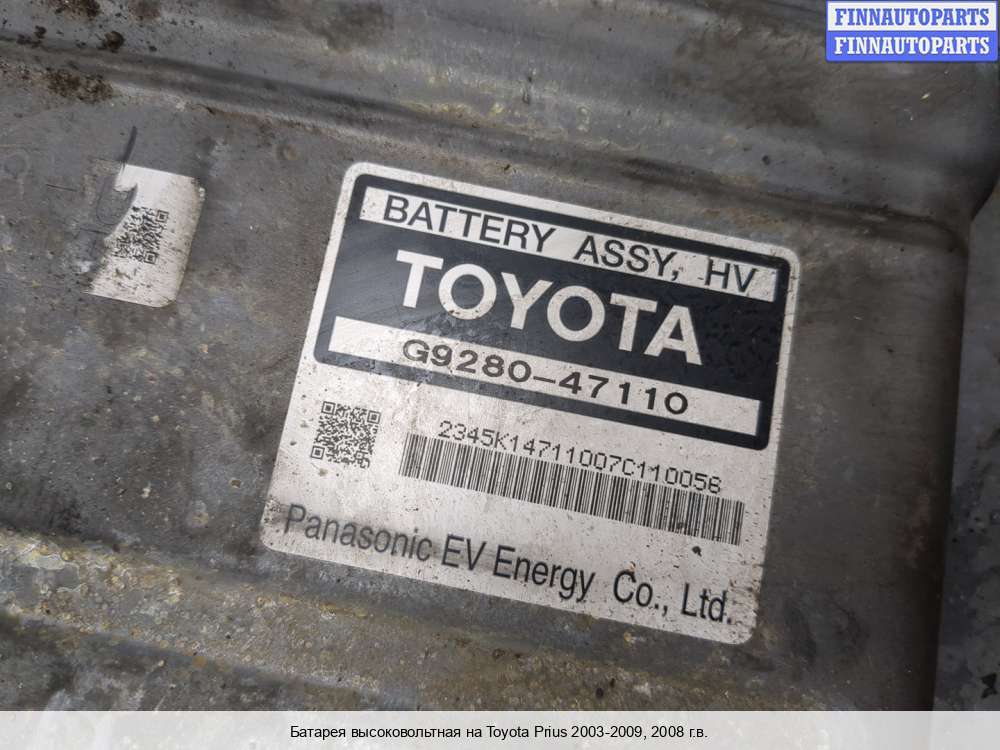 FINNAUTOPARTS
FINNAUTOPARTS
BATTERY ASSY, HV
TOYOTA
G9280-47110
2345K14711007C110056
Panasonic EV Energy Co., Ltd.
Батарея высоковольтная на Toyota Prius 2003-2009, 2008 г.в.